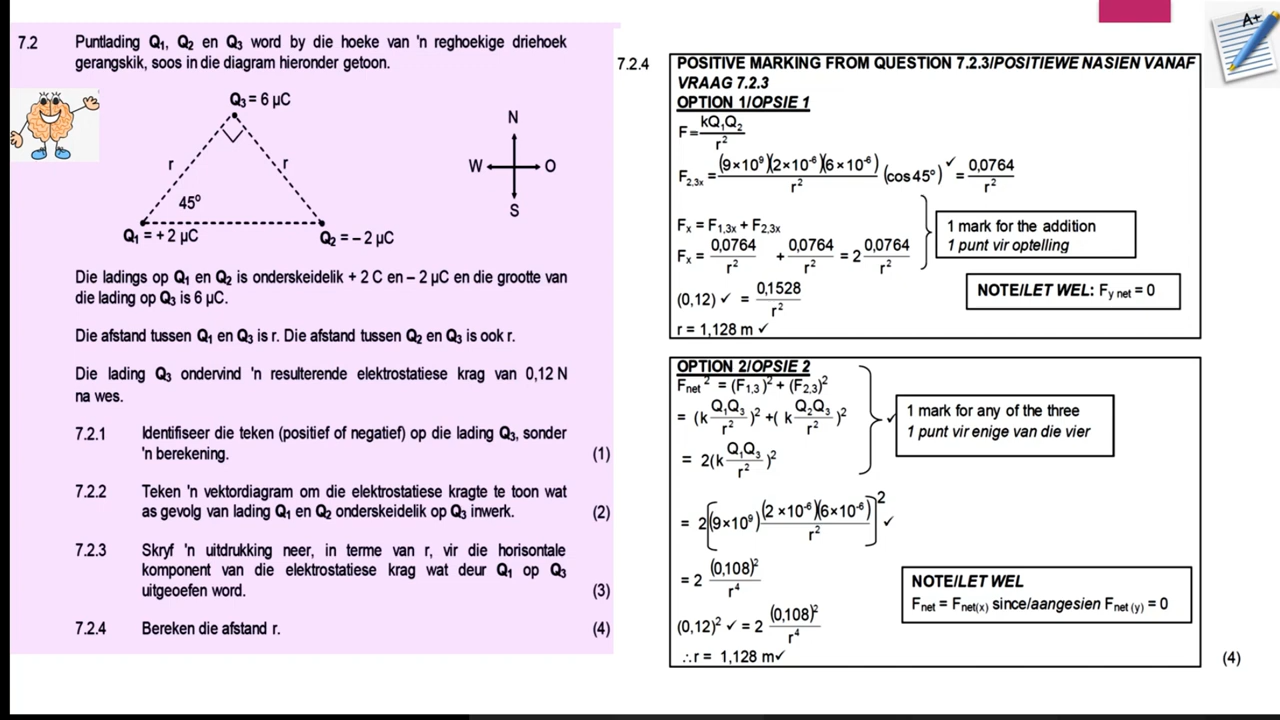 7.2 Puntlading Q1, Q2 en Q3 word by die hoeke van 'n reghoekige driehoek
gerangskik, soos in die diagram hieronder getoon.
Q3 = 6 µC
r
r
45º
Q1 = +2 µC
Q2 = – 2 µC
N
W
O
S
Die ladings op Q1 en Q2 is onderskeidelik + 2 C en – 2 µC en die grootte van
die lading op Q3 is 6 µC.
Die afstand tussen Q1 en Q3 is r. Die afstand tussen Q2 en Q3 is ook r.
Die lading Q3 ondervind 'n resulterende elektrostatiese krag van 0,12 N
na wes.
7.2.1 Identifiseer die teken (positief of negatief) op die lading Q3, sonder
'n berekening. (1)
7.2.2 Teken 'n vektordiagram om die elektrostatiese kragte te toon wat
as gevolg van lading Q1 en Q2 onderskeidelik op Q3 inwerk. (2)
7.2.3 Skryf 'n uitdrukking neer, in terme van r, vir die horisontale
komponent van die elektrostatiese krag wat deur Q1 op Q3
uitgeoefen word. (3)
7.2.4 Bereken die afstand r. (4)
A+
7.2.4 POSITIVE MARKING FROM QUESTION 7.2.3/POSITIEWE NASIEN VANAF
VRAAG 7.2.3
OPTION 1/OPSIE 1
F = kQ1Q2 / r²
F2,3x = (9×10⁹)(2×10⁻⁶)(6×10⁻⁶) / r² (cos45°) ✓ = 0,0764 / r²
Fx = F1,3x + F2,3x
Fx = 0,0764 / r² + 0,0764 / r² = 2 0,0764 / r²
1 mark for the addition
1 punt vir optelling
(0,12) ✓ = 0,1528 / r²
NOTE/LET WEL: Fy net = 0
r = 1,128 m ✓
OPTION 2/OPSIE 2
Fnet² = (F1,3)² + (F2,3)²
= (k Q1Q3 / r²)² +( k Q2Q3 / r²)²
✓ 1 mark for any of the three
1 punt vir enige van die vier
= 2(k Q1Q3 / r²)²
= 2[(9×10⁹) (2 ×10⁻⁶)(6×10⁻⁶) / r²]² ✓
= 2 (0,108)² / r⁴
NOTE/LET WEL
Fnet = Fnet(x) since/aangesien Fnet (y) = 0
(0,12)² ✓ = 2 (0,108)² / r⁴
∴r = 1,128 m✓
(4)